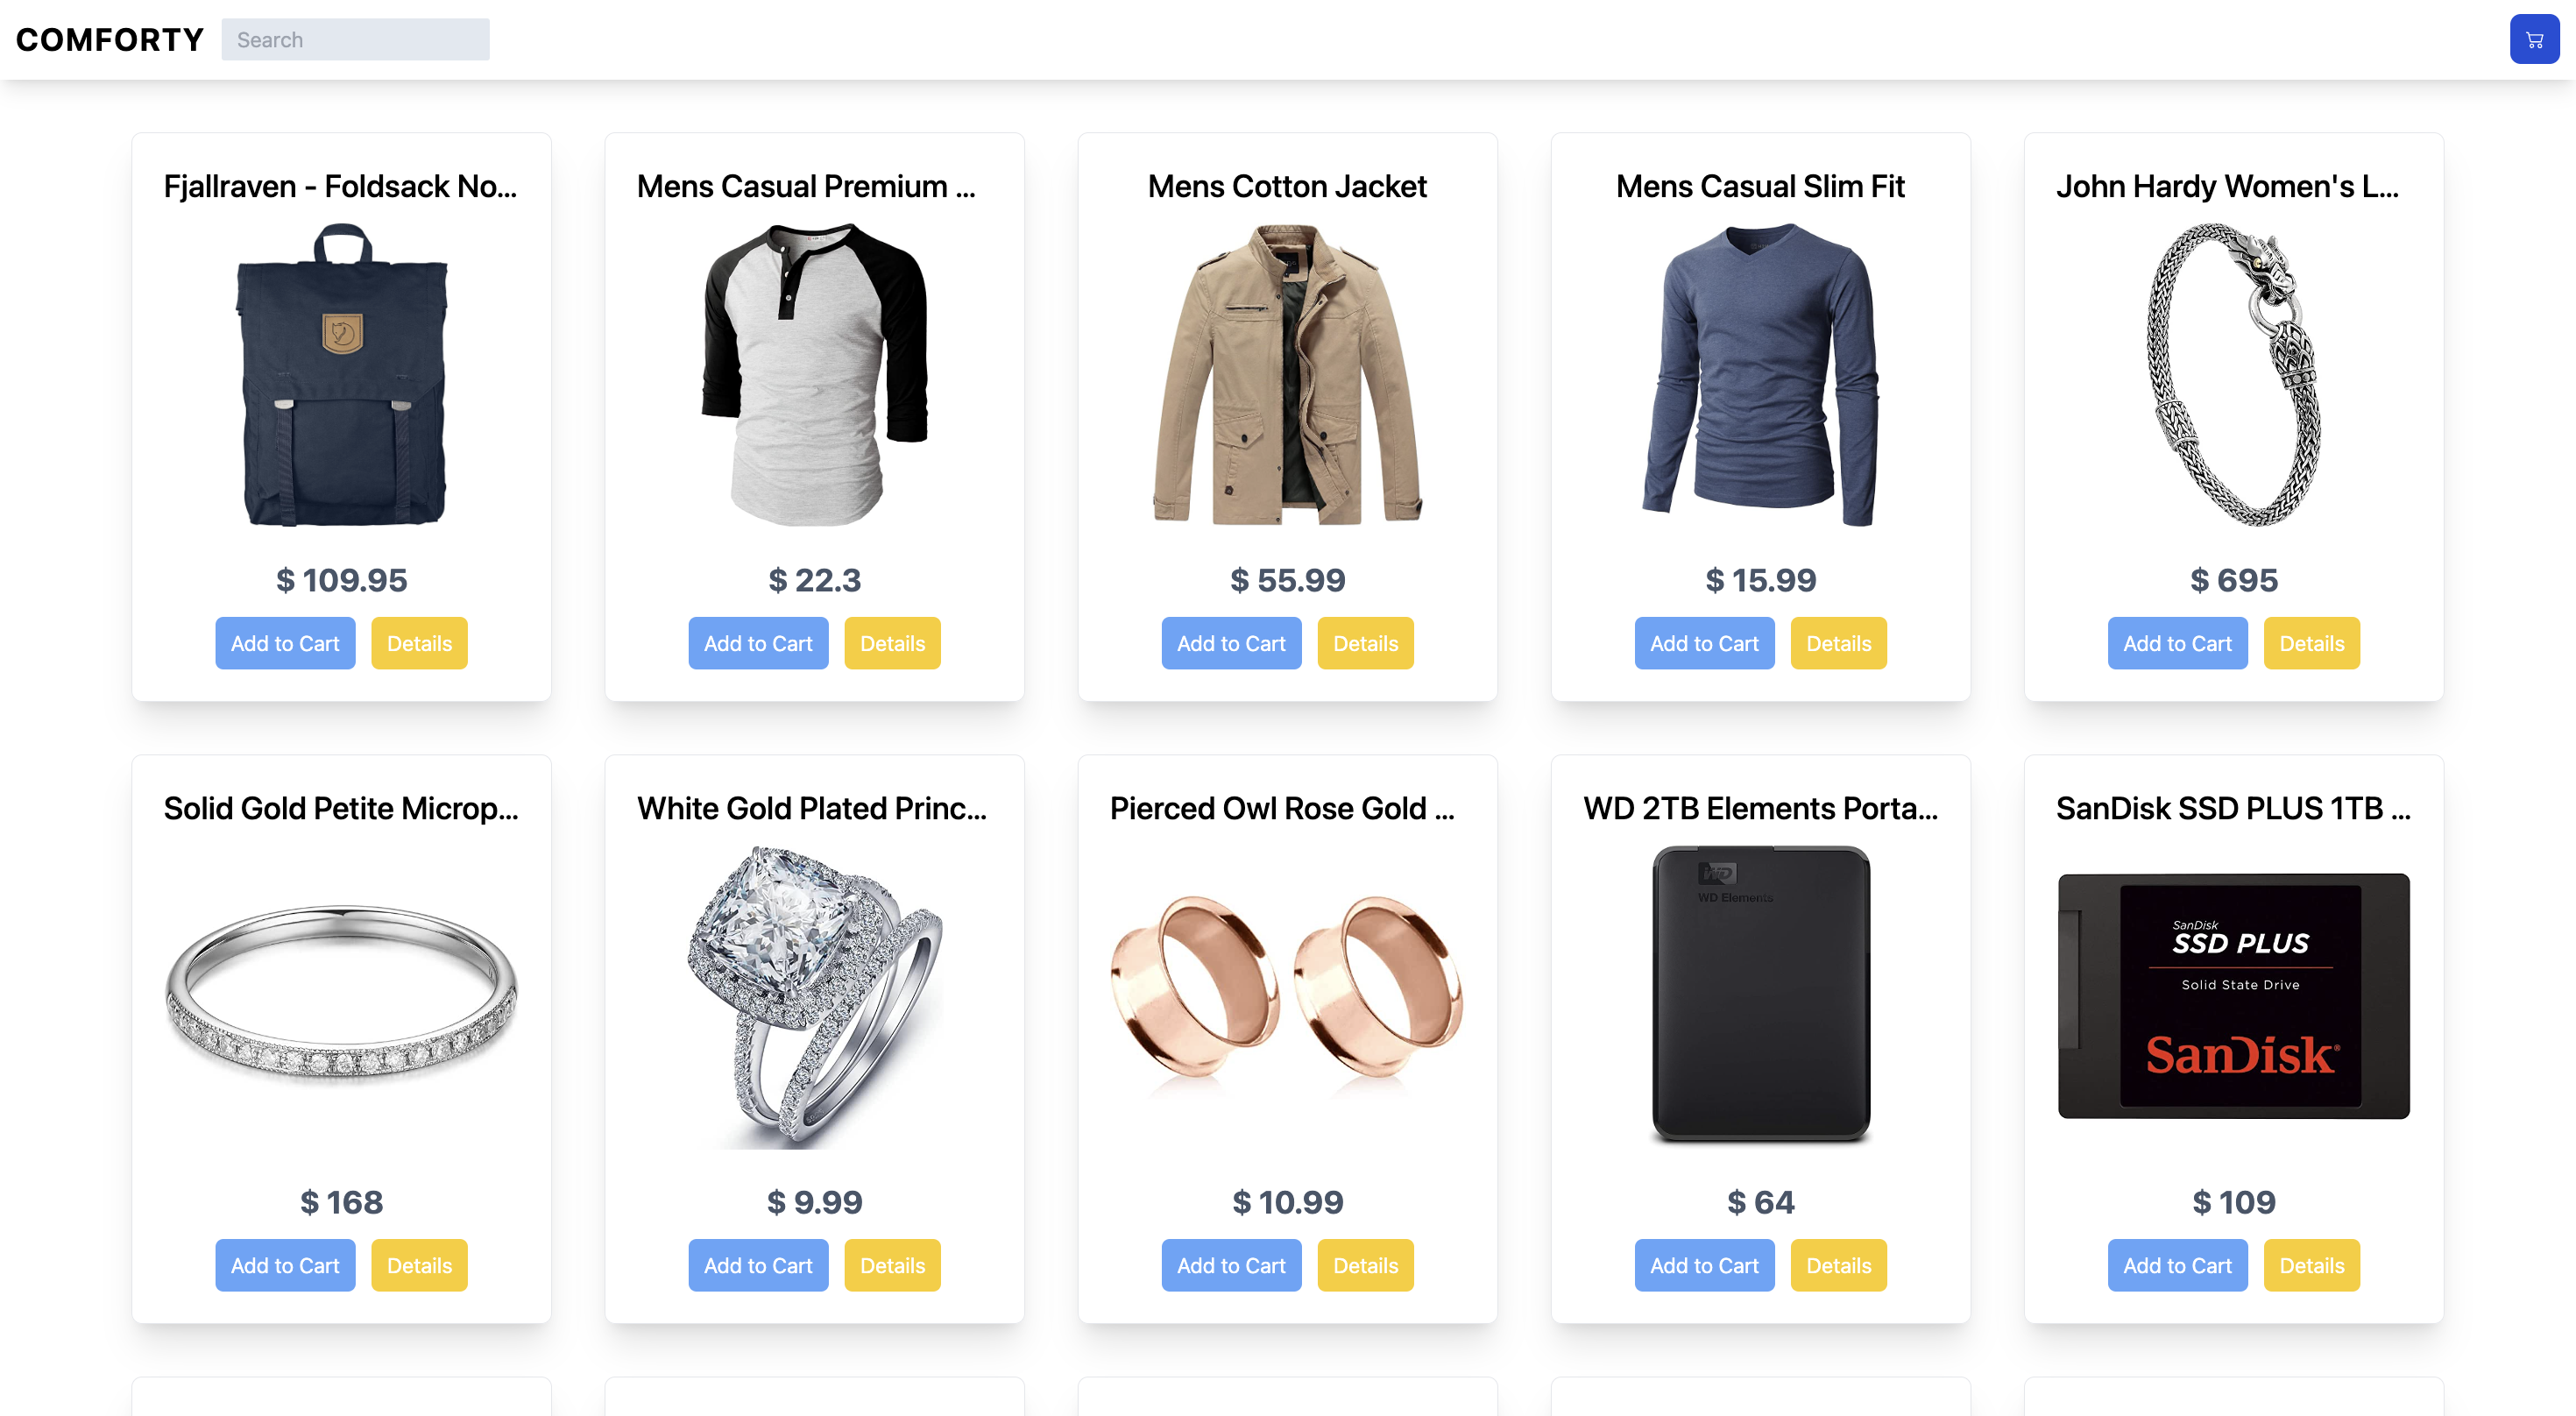 COMFORTY
Search
Fjallraven - Foldsack No...
Mens Casual Premium ...
Mens Cotton Jacket
Mens Casual Slim Fit
John Hardy Women's L...
$ 109.95
$ 22.3
$ 55.99
$ 15.99
$ 695
Add to Cart Details
Add to Cart Details
Add to Cart Details
Add to Cart Details
Add to Cart Details
Solid Gold Petite Microp...
White Gold Plated Princ...
Pierced Owl Rose Gold ...
WD 2TB Elements Porta...
SanDisk SSD PLUS 1TB ...
WD
WD Elements
SanDisk
SSD PLUS
Solid State Drive
SanDisk®
$ 168
$ 9.99
$ 10.99
$ 64
$ 109
Add to Cart Details
Add to Cart Details
Add to Cart Details
Add to Cart Details
Add to Cart Details